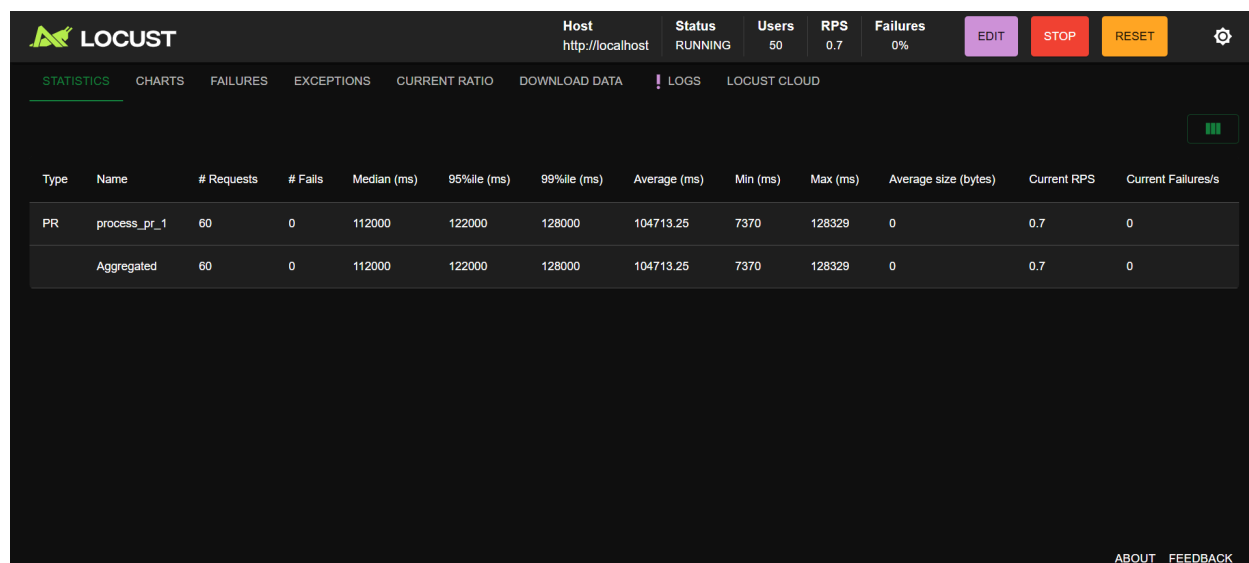 LOCUST
Host Status Users RPS Failures
http://localhost RUNNING 50 0.7 0%
EDIT STOP RESET
STATISTICS CHARTS FAILURES EXCEPTIONS CURRENT RATIO DOWNLOAD DATA ! LOGS LOCUST CLOUD
Type Name # Requests # Fails Median (ms) 95%ile (ms) 99%ile (ms) Average (ms) Min (ms) Max (ms) Average size (bytes) Current RPS Current Failures/s
PR process_pr_1 60 0 112000 122000 128000 104713.25 7370 128329 0 0.7 0
Aggregated 60 0 112000 122000 128000 104713.25 7370 128329 0 0.7 0
ABOUT FEEDBACK